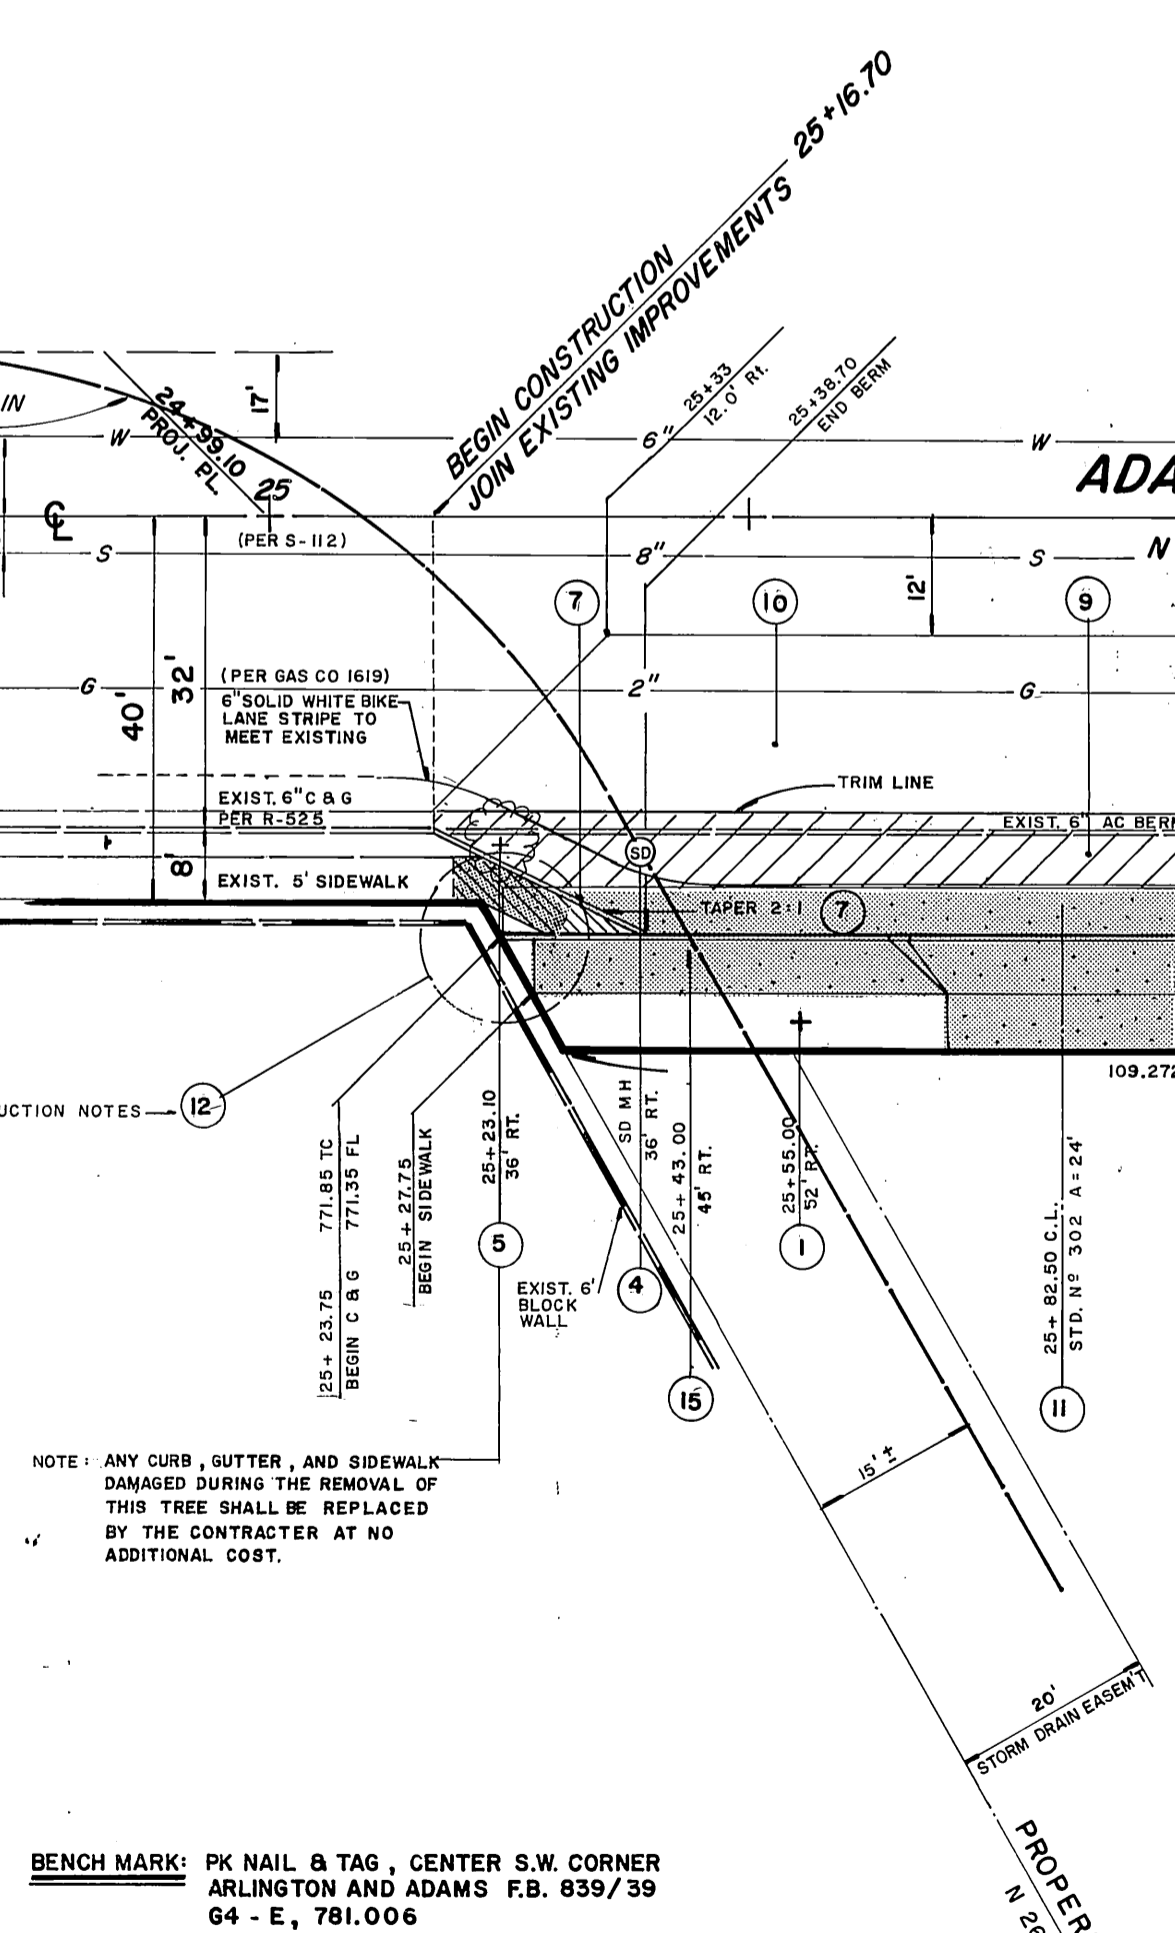 25+16.70
BEGIN CONSTRUCTION
JOIN EXISTING IMPROVEMENTS
25+33
12.0' Rt.
25+38.70
END BERM
IN
17'
24+99.10
PROJ. PL.
W
6"
W
ADA
25
℄
(PER S-112)
S
8"
S
N
7
10
12'
9
40'
32'
(PER GAS CO 1619)
G
2"
G
6" SOLID WHITE BIKE
LANE STRIPE TO
MEET EXISTING
TRIM LINE
EXIST. 6" C & G
PER R-525
EXIST. 6" AC BERM
SD
8'
EXIST. 5' SIDEWALK
TAPER 2:1
7
109.272
UCTION NOTES
12
25+ 23.75 771.85 TC
BEGIN C & G 771.35 FL
25+ 27.75
BEGIN SIDEWALK
25+ 23.10
36' RT.
5
SD MH
36' RT.
4
25+ 43.00
45' RT.
15
25+55.00
52' RT.
1
25+ 82.50 C.L.
STD. Nº 302 A=24'
11
EXIST. 6'
BLOCK
WALL
NOTE: ANY CURB, GUTTER, AND SIDEWALK
DAMAGED DURING THE REMOVAL OF
THIS TREE SHALL BE REPLACED
BY THE CONTRACTER AT NO
ADDITIONAL COST.
15' ±
20'
STORM DRAIN EASEM'T
PROPER
N 26
BENCH MARK: PK NAIL & TAG, CENTER S.W. CORNER
ARLINGTON AND ADAMS F.B. 839/39
G4 - E, 781.006